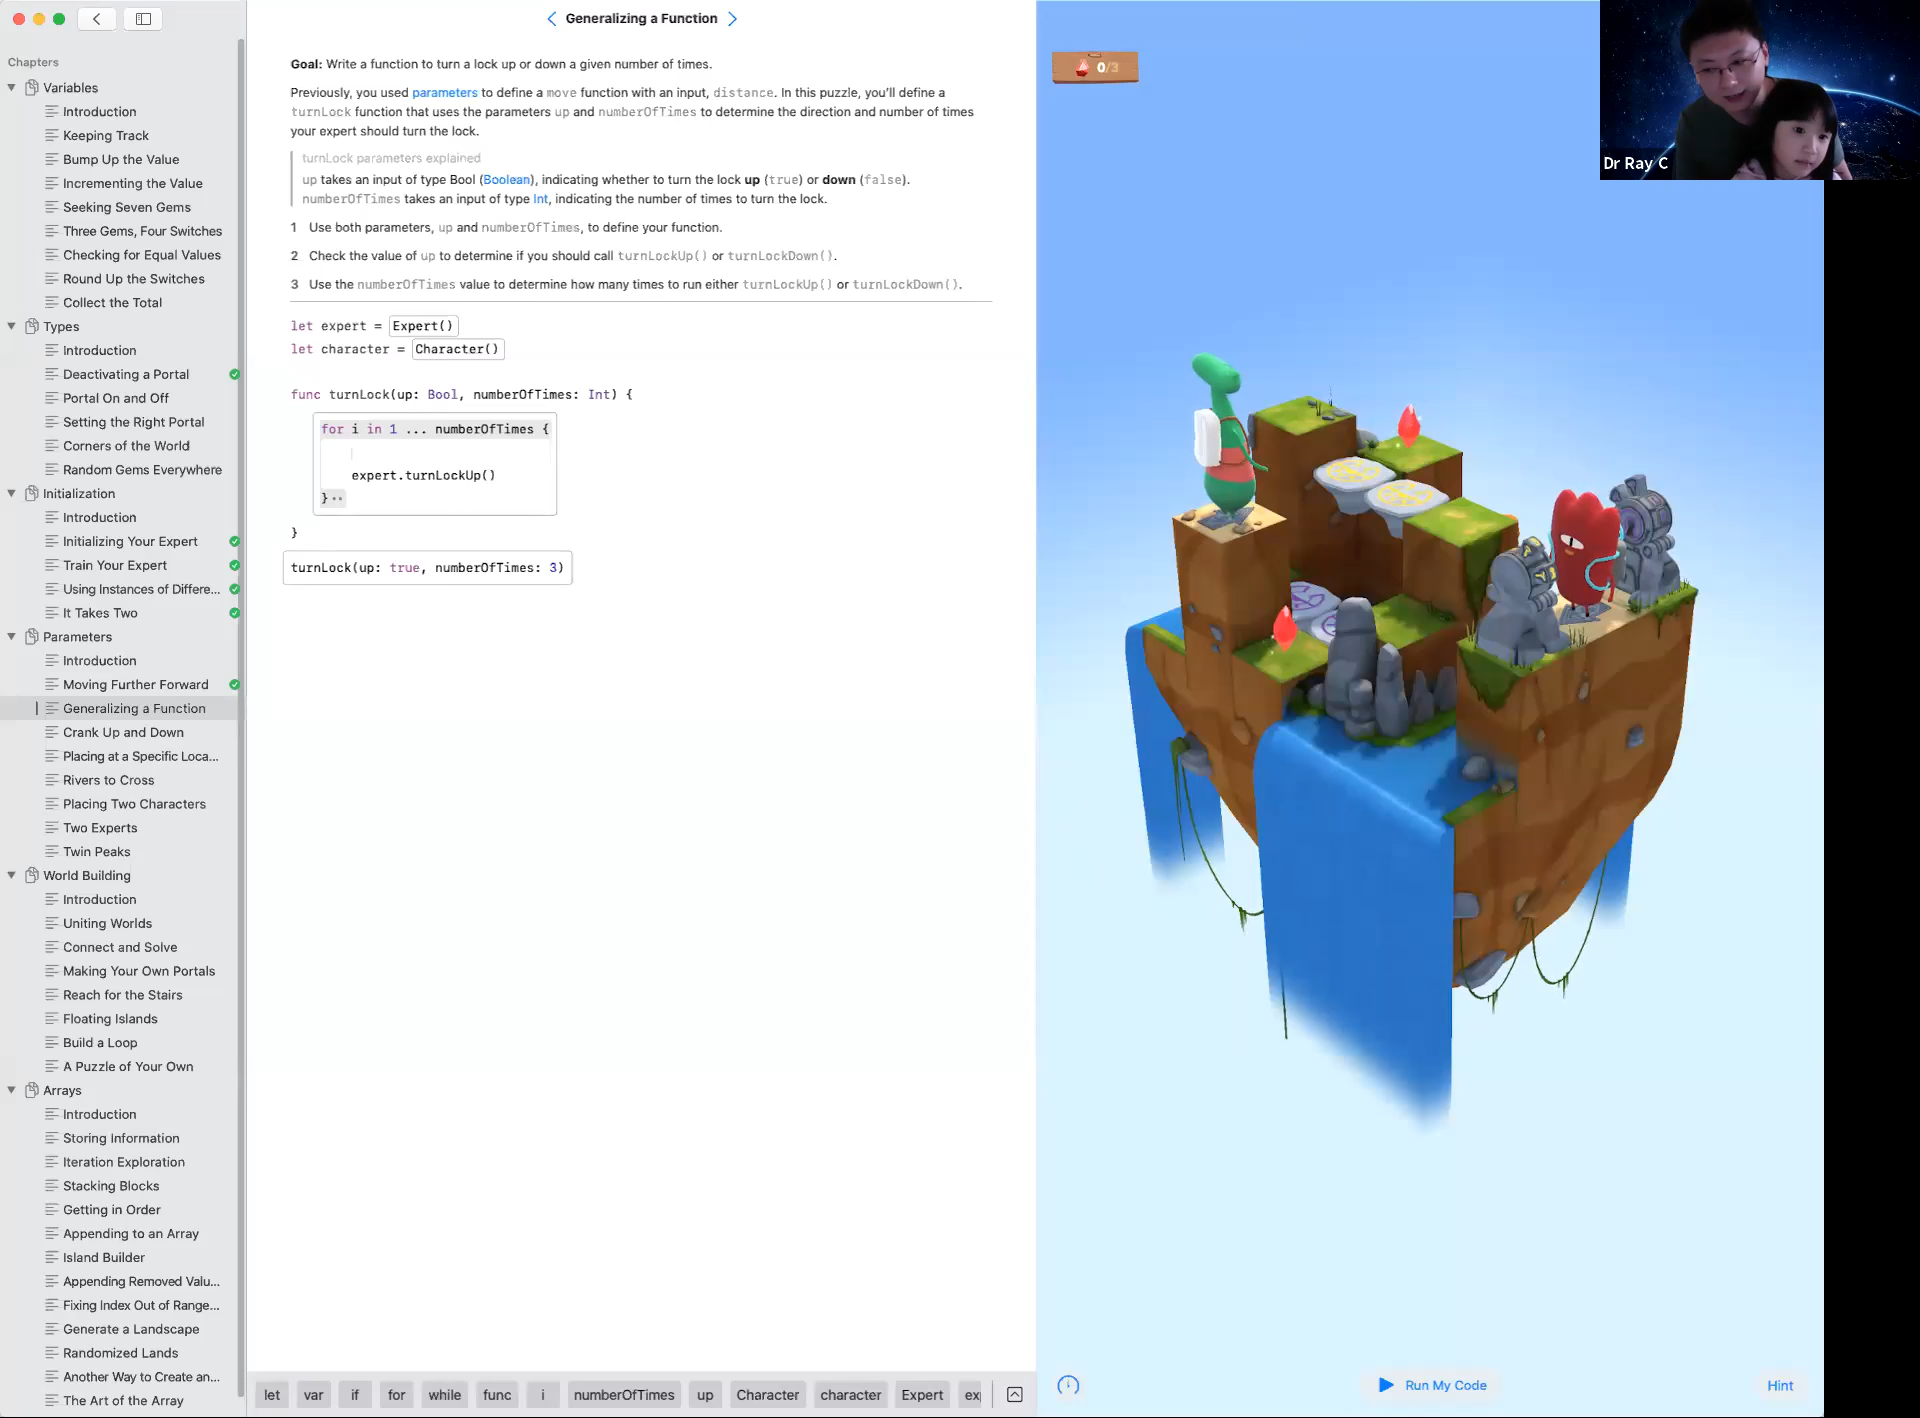 Generalizing a Function
Chapters
Variables
Introduction
Keeping Track
Bump Up the Value
Incrementing the Value
Seeking Seven Gems
Three Gems, Four Switches
Checking for Equal Values
Round Up the Switches
Collect the Total
Types
Introduction
Deactivating a Portal
Portal On and Off
Setting the Right Portal
Corners of the World
Random Gems Everywhere
Initialization
Introduction
Initializing Your Expert
Train Your Expert
Using Instances of Differe...
It Takes Two
Parameters
Introduction
Moving Further Forward
Generalizing a Function
Crank Up and Down
Placing at a Specific Loca...
Rivers to Cross
Placing Two Characters
Two Experts
Twin Peaks
World Building
Introduction
Uniting Worlds
Connect and Solve
Making Your Own Portals
Reach for the Stairs
Floating Islands
Build a Loop
A Puzzle of Your Own
Arrays
Introduction
Storing Information
Iteration Exploration
Stacking Blocks
Getting in Order
Appending to an Array
Island Builder
Appending Removed Valu...
Fixing Index Out of Range...
Generate a Landscape
Randomized Lands
Another Way to Create an...
The Art of the Array
Goal: Write a function to turn a lock up or down a given number of times.
Previously, you used parameters to define a move function with an input, distance. In this puzzle, you'll define a
turnLock function that uses the parameters up and numberOfTimes to determine the direction and number of times
your expert should turn the lock.
turnLock parameters explained
up takes an input of type Bool (Boolean), indicating whether to turn the lock up (true) or down (false).
numberOfTimes takes an input of type Int, indicating the number of times to turn the lock.
1 Use both parameters, up and numberOfTimes, to define your function.
2 Check the value of up to determine if you should call turnLockUp() or turnLockDown().
3 Use the numberOfTimes value to determine how many times to run either turnLockUp() or turnLockDown().
let expert = Expert()
let character = Character()
func turnLock(up: Bool, numberOfTimes: Int) {
for i in 1 ... numberOfTimes {
expert.turnLockUp()
}
}
turnLock(up: true, numberOfTimes: 3)
let var if for while func i numberOfTimes up Character character Expert ex
0/3
Dr Ray C
Run My Code
Hint